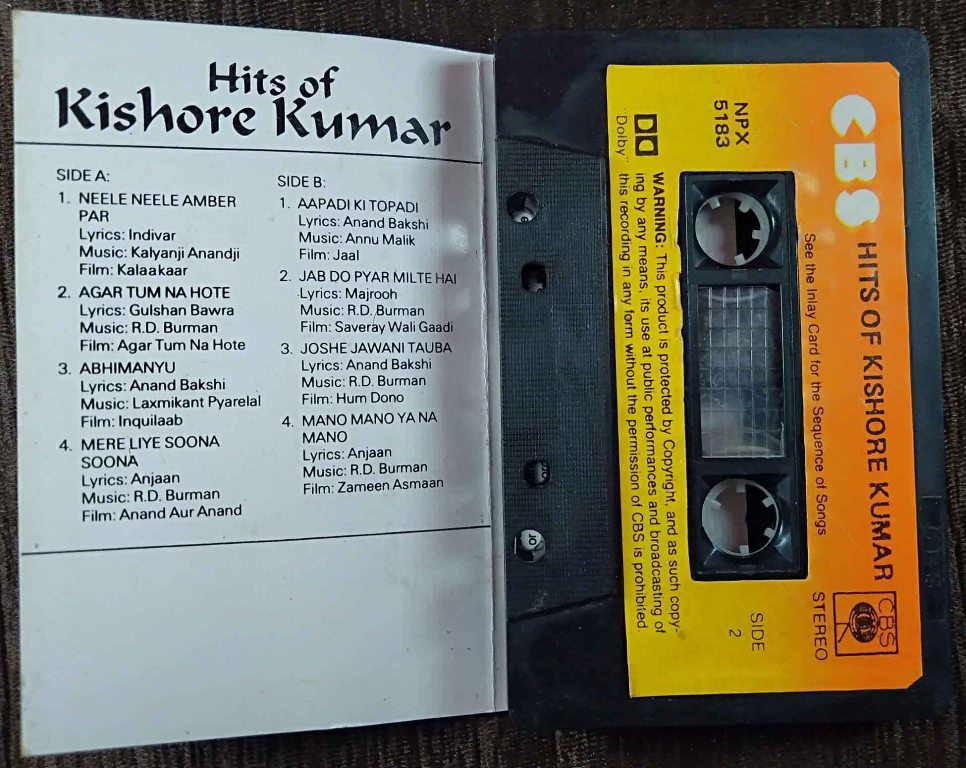 Hits of
Kishore Kumar
SIDE A:
1. NEELE NEELE AMBER
PAR
Lyrics: Indivar
Music: Kalyanji Anandji
Film: Kalaakaar
2. AGAR TUM NA HOTE
Lyrics: Gulshan Bawra
Music: R.D. Burman
Film: Agar Tum Na Hote
3. ABHIMANYU
Lyrics: Anand Bakshi
Music: Laxmikant Pyarelal
Film: Inquilaab
4. MERE LIYE SOONA
SOONA
Lyrics: Anjaan
Music: R.D. Burman
Film: Anand Aur Anand
SIDE B:
1. AAPADI KI TOPADI
Lyrics: Anand Bakshi
Music: Annu Malik
Film: Jaal
2. JAB DO PYAR MILTE HAI
Lyrics: Majrooh
Music: R.D. Burman
Film: Saveray Wali Gaadi
3. JOSHE JAWANI TAUBA
Lyrics: Anand Bakshi
Music: R.D. Burman
Film: Hum Dono
4. MANO MANO YA NA
MANO
Lyrics: Anjaan
Music: R.D. Burman
Film: Zameen Asmaan
CBS HITS OF KISHORE KUMAR
CBS
See the Inlay Card for the Sequence of Songs
STEREO
NPX
5183
SIDE
2
"Dolby"
WARNING: This product is protected by Copyright, and as such copy-
ing by any means, its use at public performances and broadcasting of
this recording in any form without the permission of CBS is prohibited.